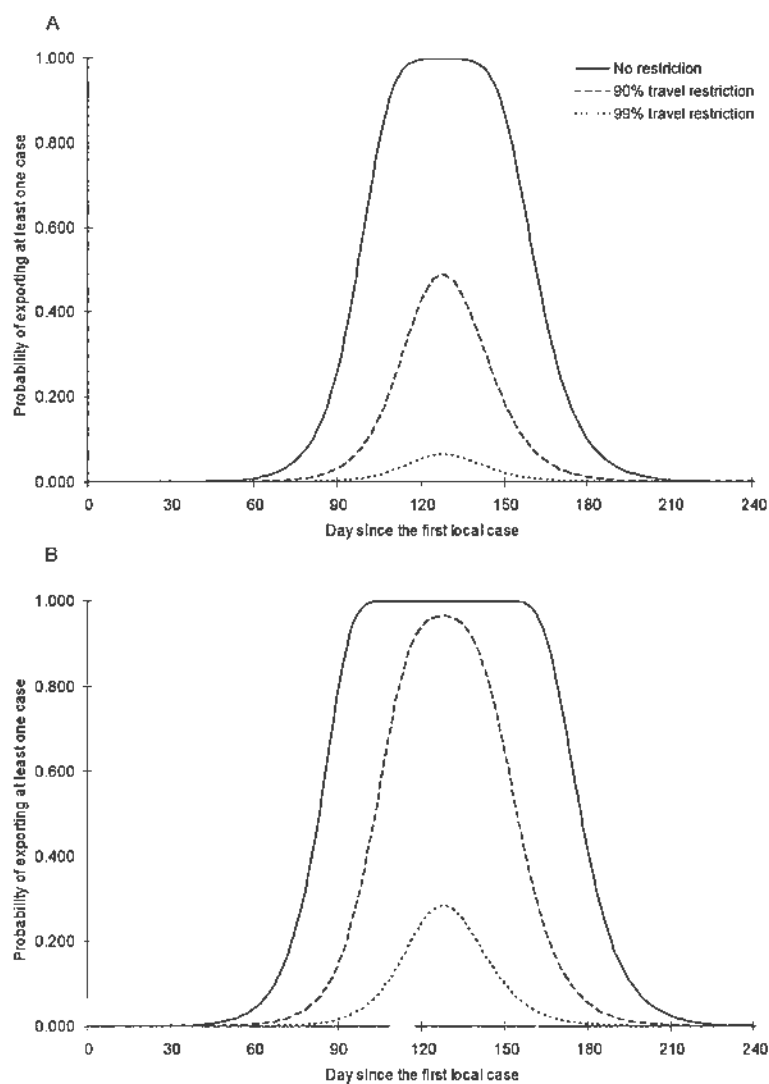 A
1.000
0.800
0.600
0.400
0.200
0.000
Probability of exporting at least one case
No restriction
90% travel restriction
99% travel restriction
0 30 60 90 120 150 180 210 240
Day since the first local case
B
1.000
0.800
0.600
0.400
0.200
0.000
Probability of exporting at least one case
0 30 60 90 120 150 180 210 240
Day since the first local case